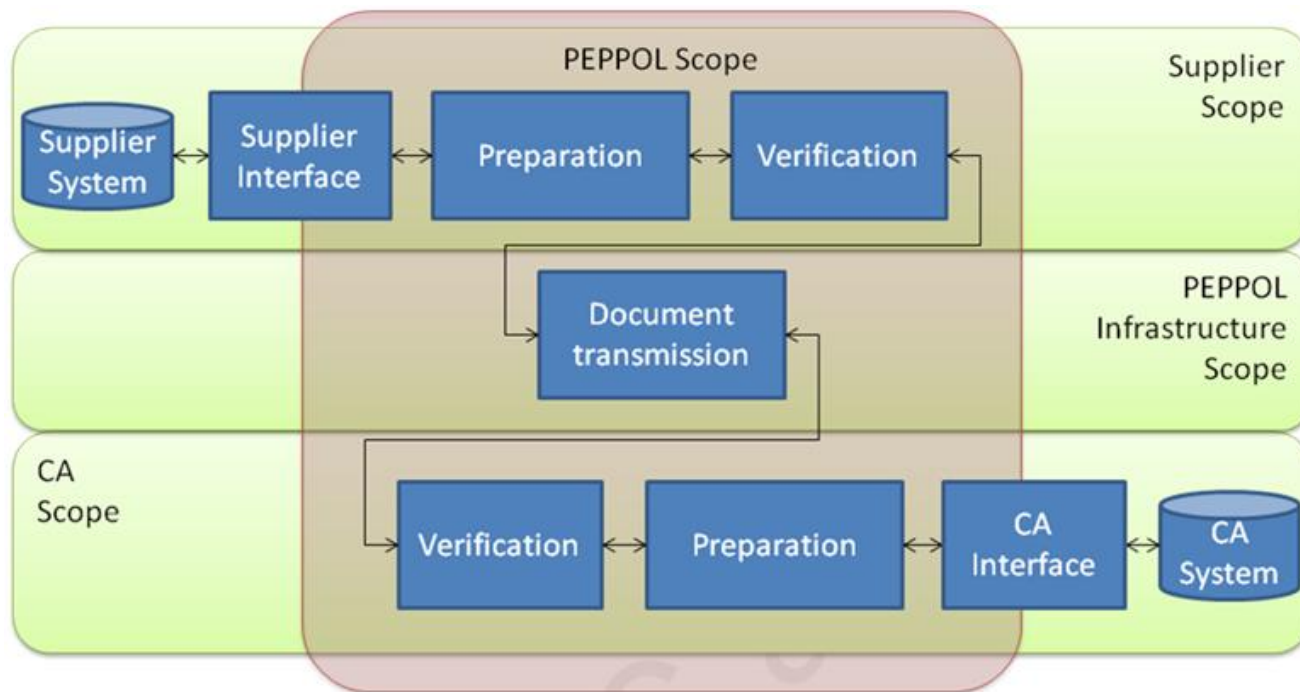 PEPPOL Scope
Supplier
Scope
Supplier
System
Supplier
Interface
Preparation
Verification
Document
transmission
PEPPOL
Infrastructure
Scope
CA
Scope
Verification
Preparation
CA
Interface
CA
System